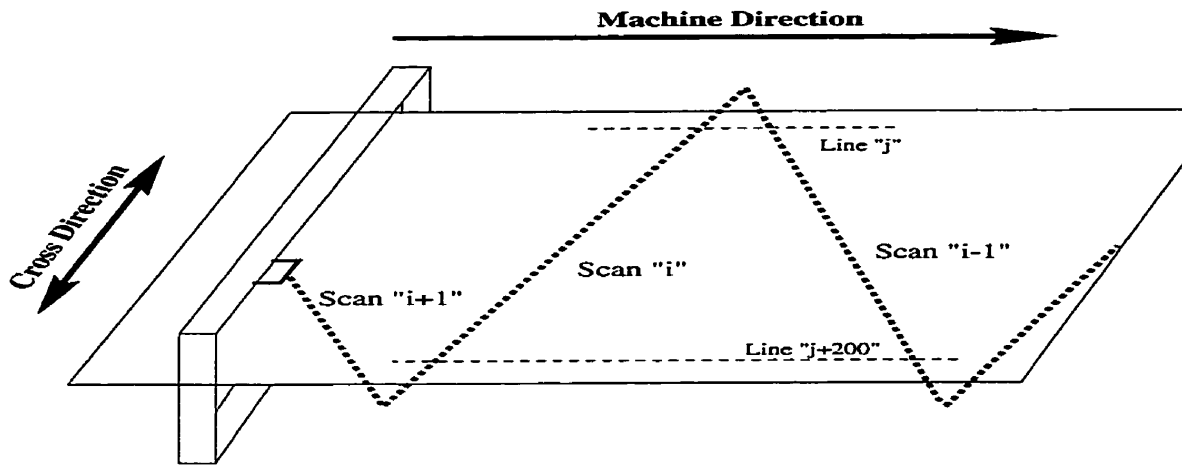 Machine Direction
Line "j"
Cross Direction
Scan "i"
Scan "i-1"
Scan "i+1"
Line "j+200"